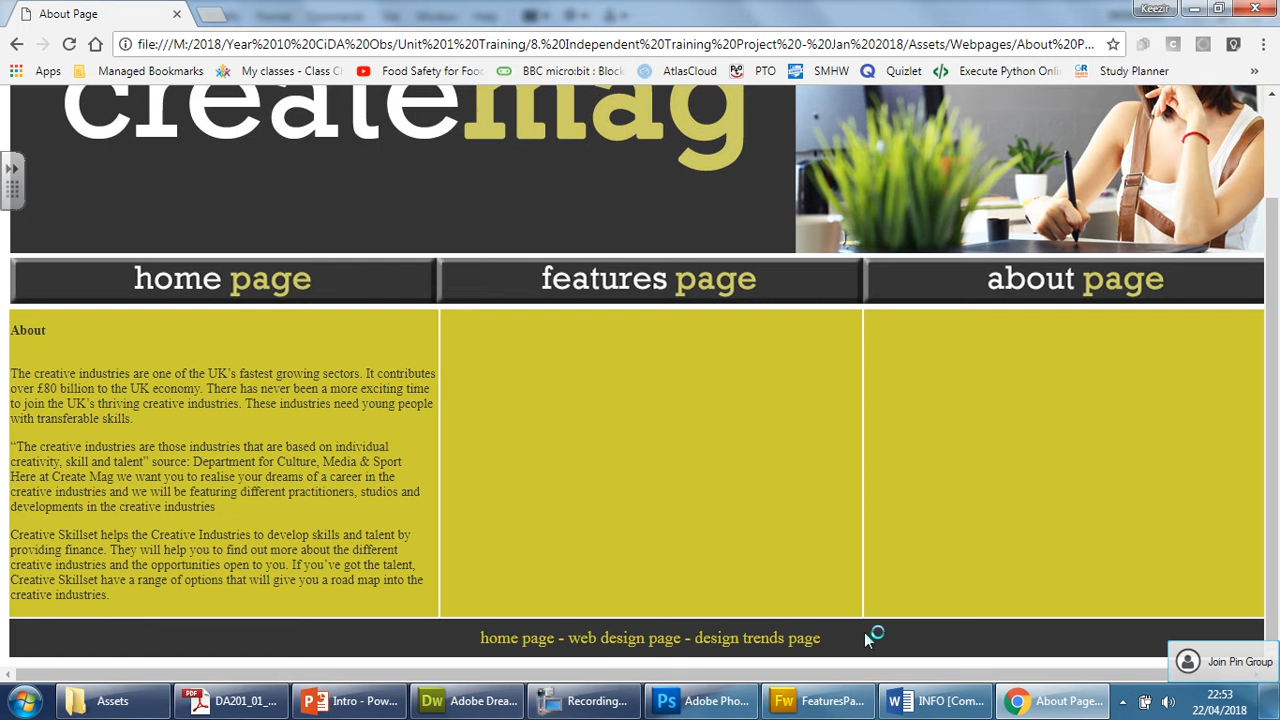 About Page
Keezir
file:///M:/2018/Year%2010%20CiDA%20Obs/Unit%201%20Training/8.%20Independent%20Training%20Project%20-%20Jan%202018/Assets/Webpages/About%20P...
Apps Managed Bookmarks My classes - Class C Food Safety for Foo BBC micro:bit : Block AtlasCloud PTO SMHW Quizlet Execute Python Onli Study Planner »
createmag
home page features page about page
About
The creative industries are one of the UK’s fastest growing sectors. It contributes
over £80 billion to the UK economy. There has never been a more exciting time
to join the UK’s thriving creative industries. These industries need young people
with transferable skills.
“The creative industries are those industries that are based on individual
creativity, skill and talent” source: Department for Culture, Media & Sport
Here at Create Mag we want you to realise your dreams of a career in the
creative industries and we will be featuring different practitioners, studios and
developments in the creative industries
Creative Skillset helps the Creative Industries to develop skills and talent by
providing finance. They will help you to find out more about the different
creative industries and the opportunities open to you. If you’ve got the talent,
Creative Skillset have a range of options that will give you a road map into the
creative industries.
home page - web design page - design trends page
Join Pin Group
Assets DA201_01_... Intro - Pow... Adobe Drea... Recording... Adobe Pho... FeaturesPa... INFO [Com... About Page...
22:53
22/04/2018